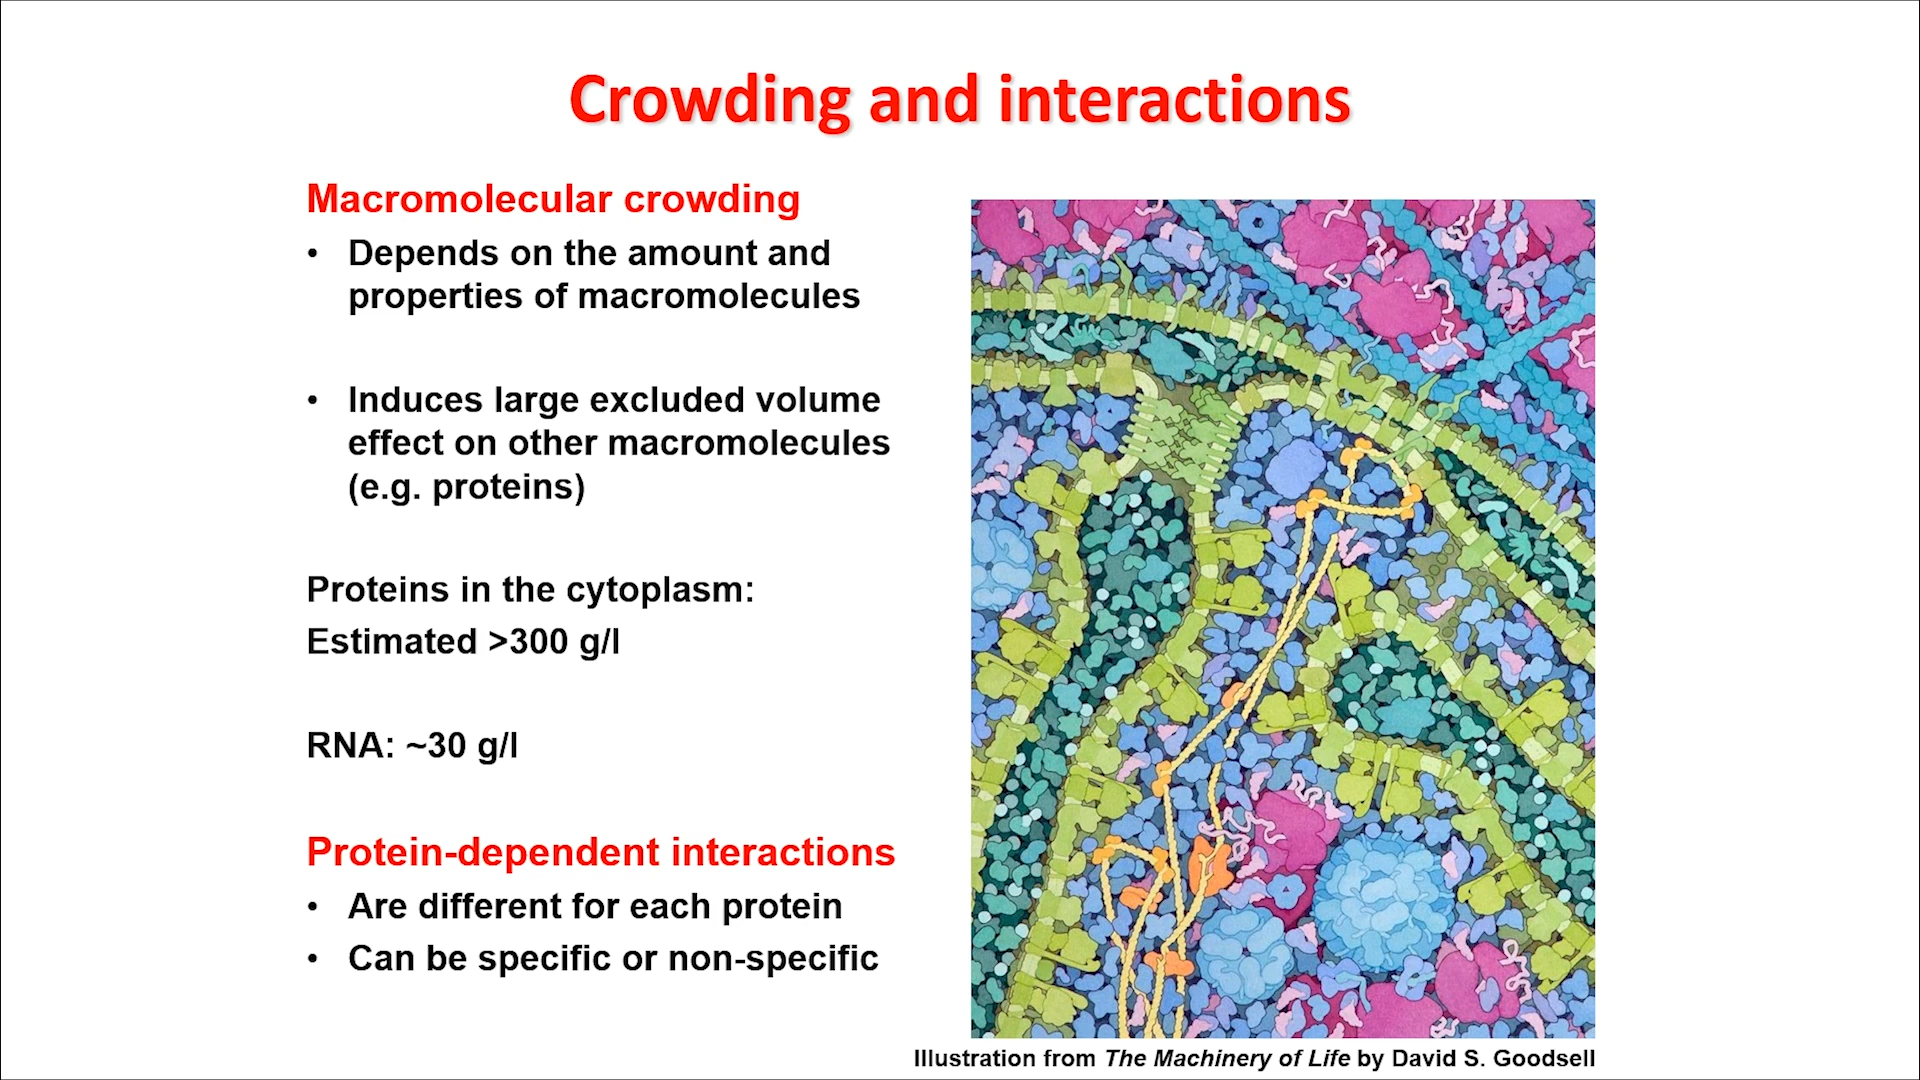 Crowding and interactions
Macromolecular crowding
• Depends on the amount and
properties of macromolecules
• Induces large excluded volume
effect on other macromolecules
(e.g. proteins)
Proteins in the cytoplasm:
Estimated >300 g/l
RNA: ~30 g/l
Protein-dependent interactions
• Are different for each protein
• Can be specific or non-specific
Illustration from The Machinery of Life by David S. Goodsell